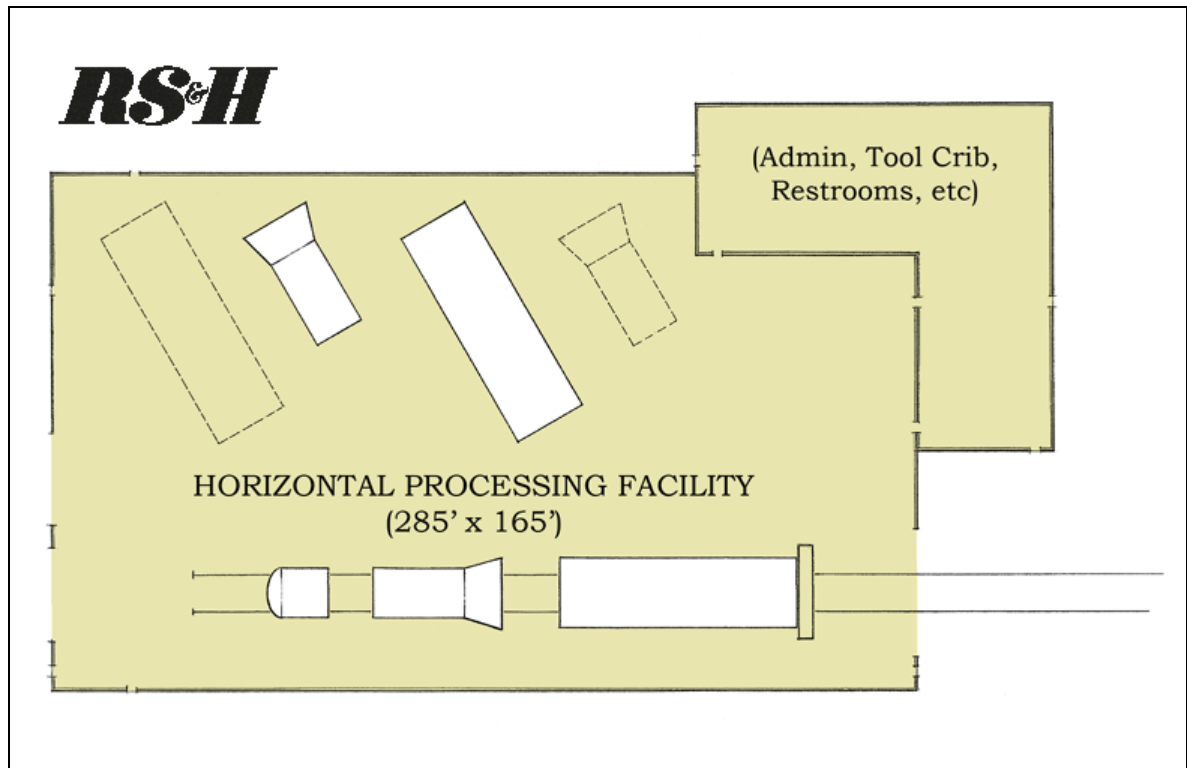 RS&H
(Admin, Tool Crib,
Restrooms, etc)
HORIZONTAL PROCESSING FACILITY
(285’ x 165’)